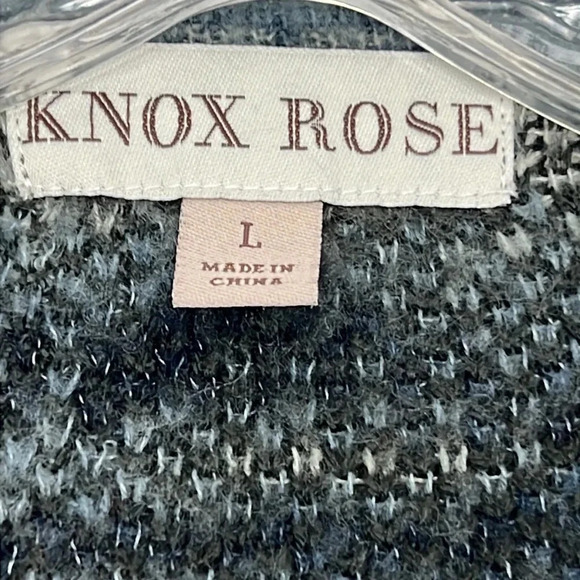 KNOX ROSE
L
MADE IN
CHINA